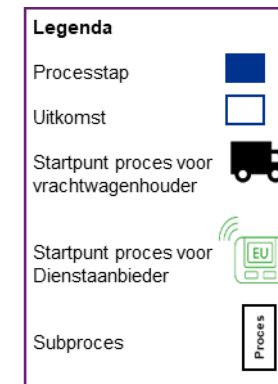 Legenda
Processtap
Uitkomst
Startpunt proces voor
vrachtwagenhouder
Startpunt proces voor
Dienstaanbieder
EU
Subproces
Proces